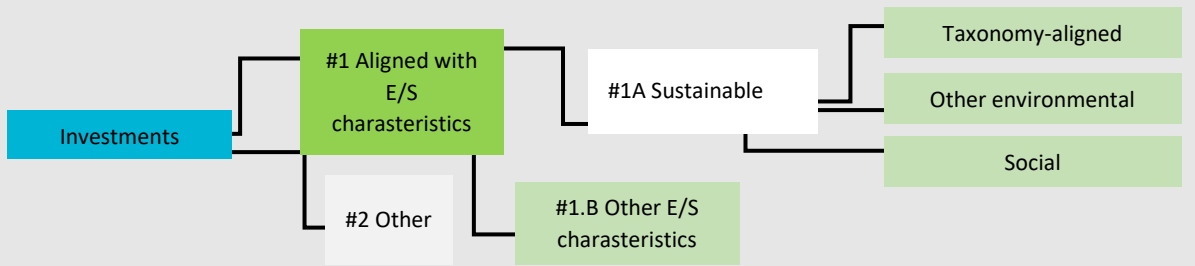 Investments
#1 Aligned with
E/S
charasteristics
#2 Other
#1A Sustainable
#1.B Other E/S
charasteristics
Taxonomy-aligned
Other environmental
Social